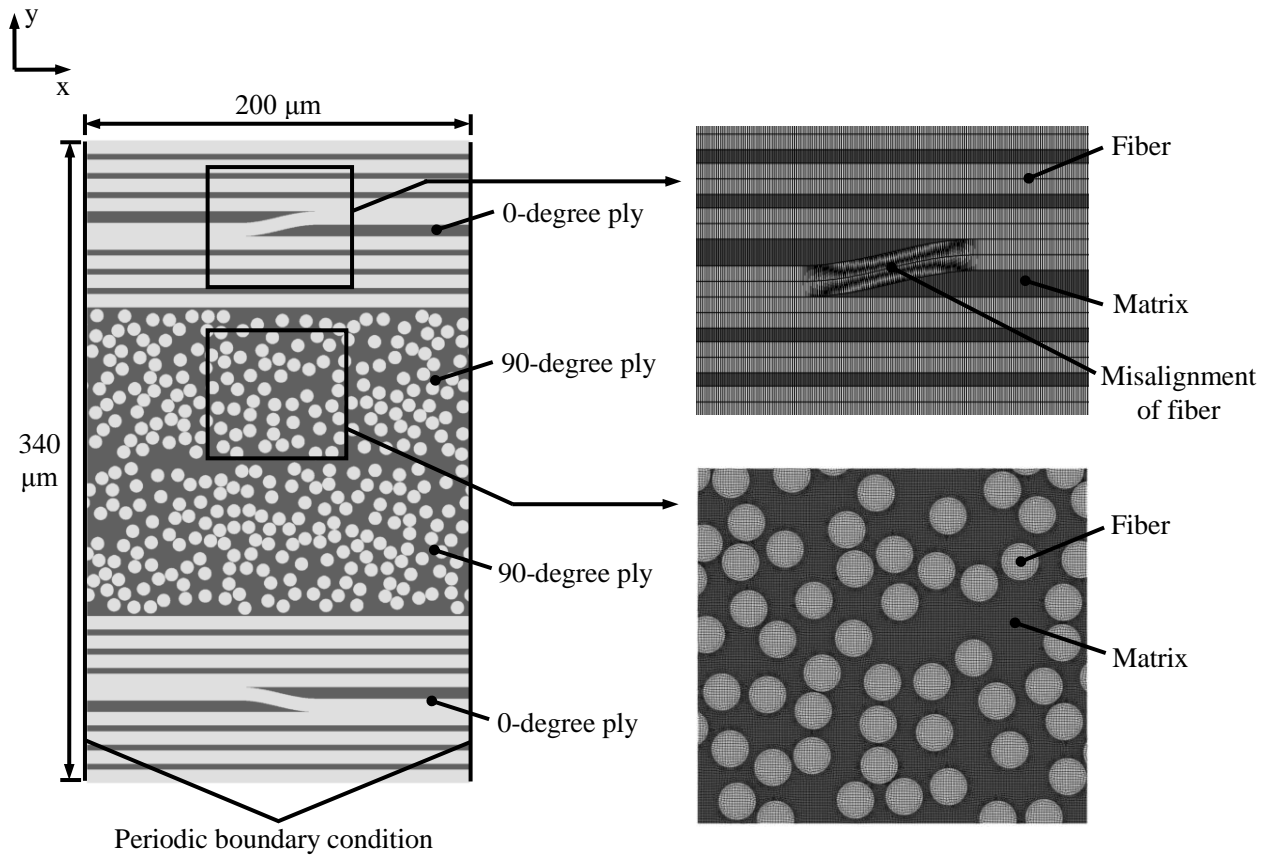 y
x
200 μm
340
μm
0-degree ply
90-degree ply
90-degree ply
0-degree ply
Periodic boundary condition
Fiber
Matrix
Misalignment
of fiber
Fiber
Matrix